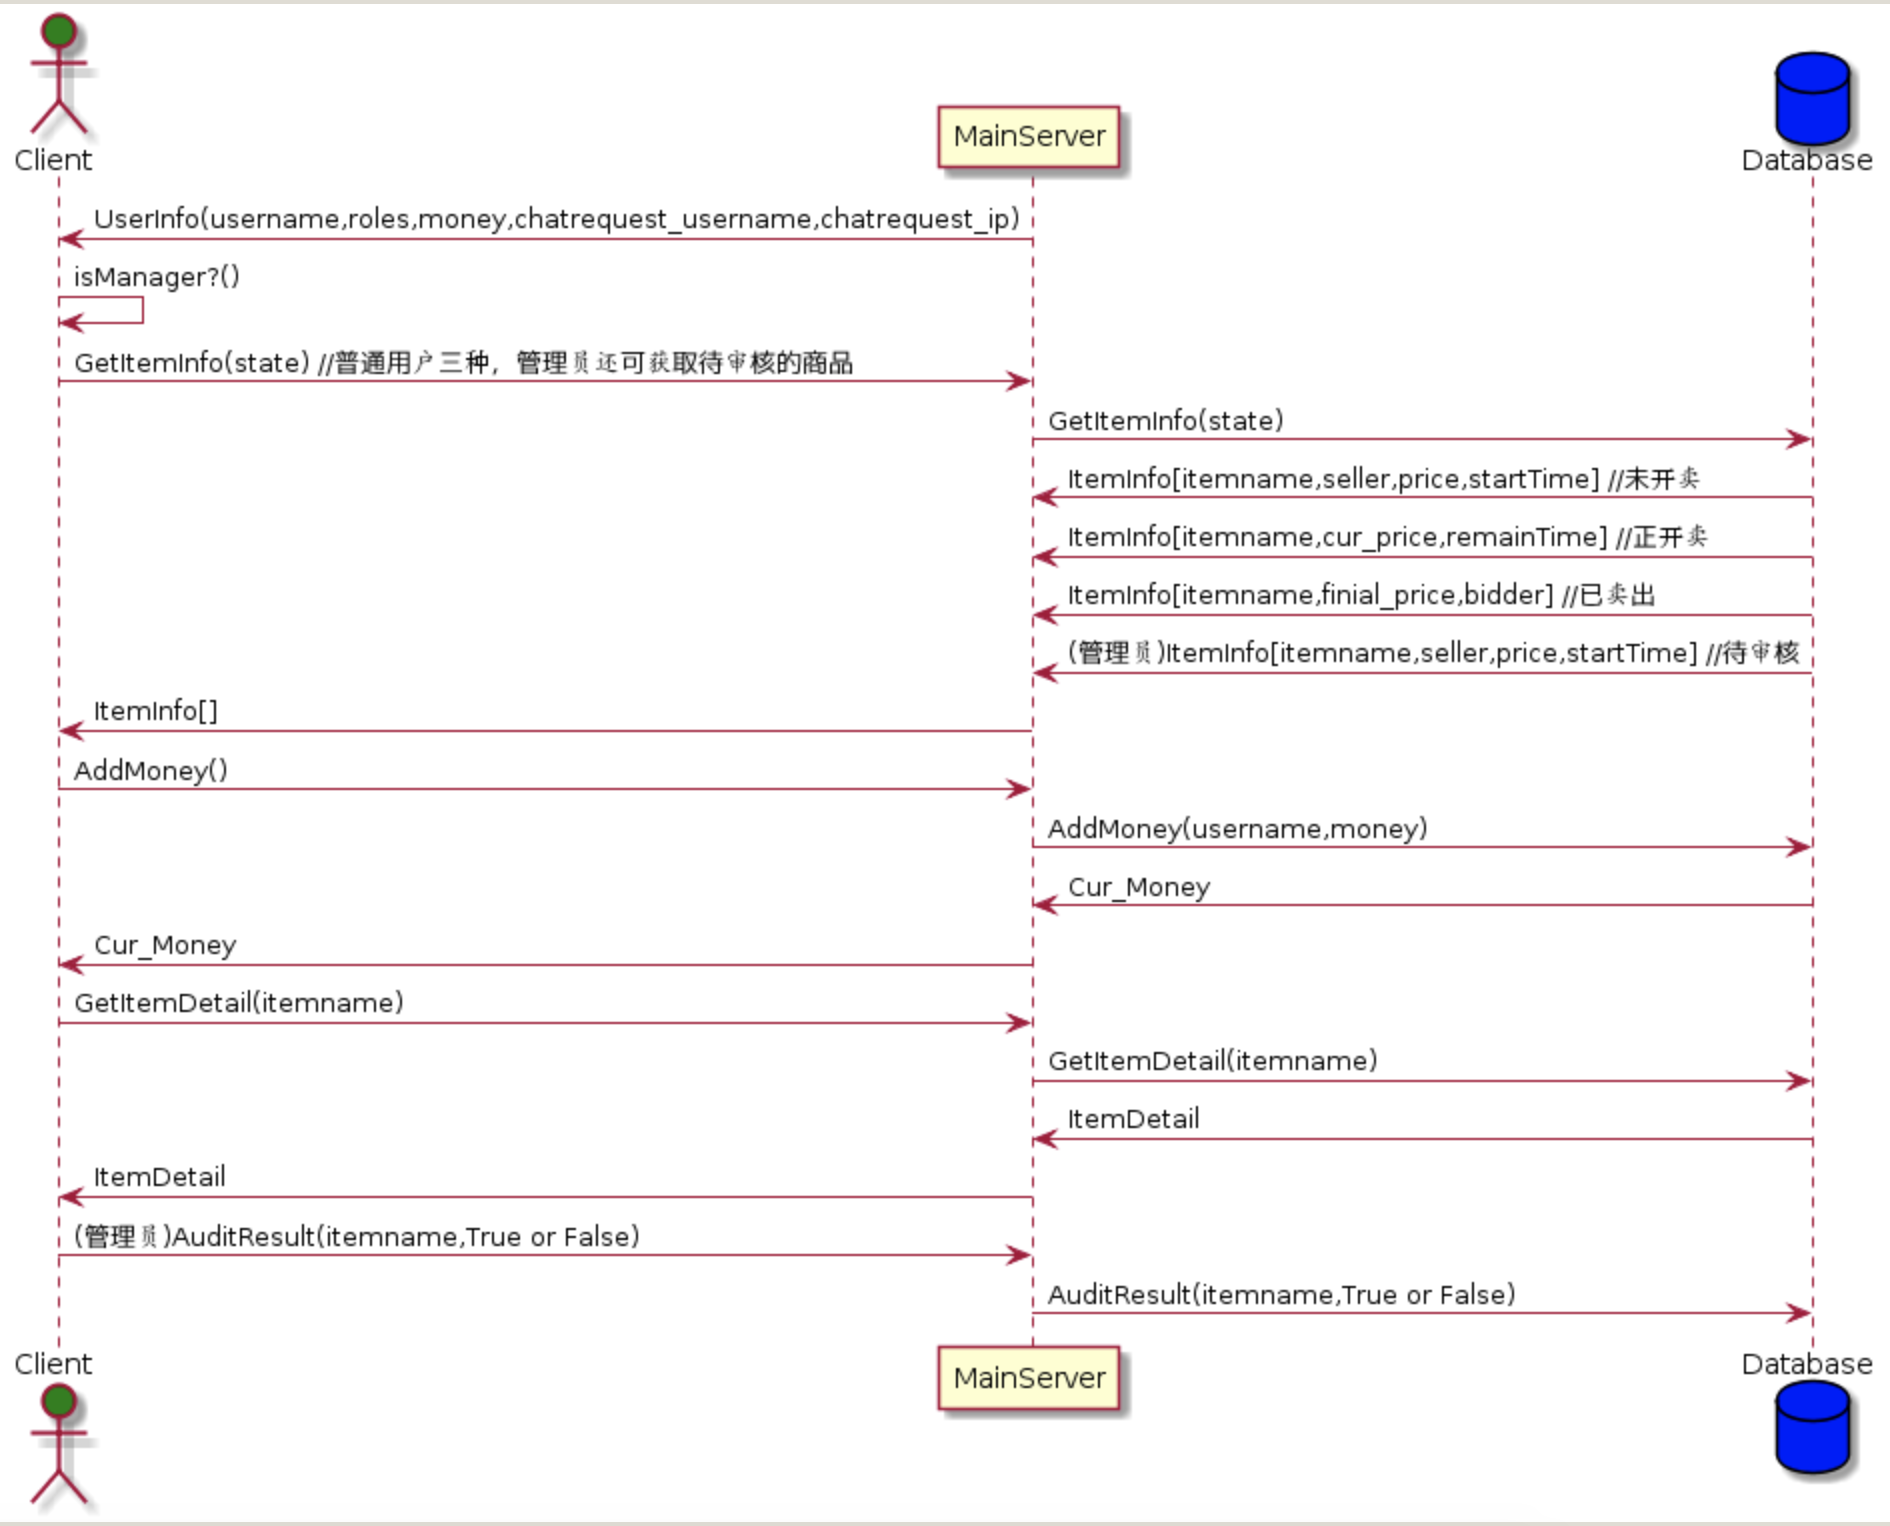 Client
MainServer
Database
UserInfo(username,roles,money,chatrequest_username,chatrequest_ip)
isManager?()
GetItemInfo(state) //普通用户三种，管理员还可获取待审核的商品
GetItemInfo(state)
ItemInfo[itemname,seller,price,startTime] //未开卖
ItemInfo[itemname,cur_price,remainTime] //正开卖
ItemInfo[itemname,finial_price,bidder] //已卖出
(管理员)ItemInfo[itemname,seller,price,startTime] //待审核
ItemInfo[]
AddMoney()
AddMoney(username,money)
Cur_Money
Cur_Money
GetItemDetail(itemname)
GetItemDetail(itemname)
ItemDetail
ItemDetail
(管理员)AuditResult(itemname,True or False)
AuditResult(itemname,True or False)
Client
MainServer
Database